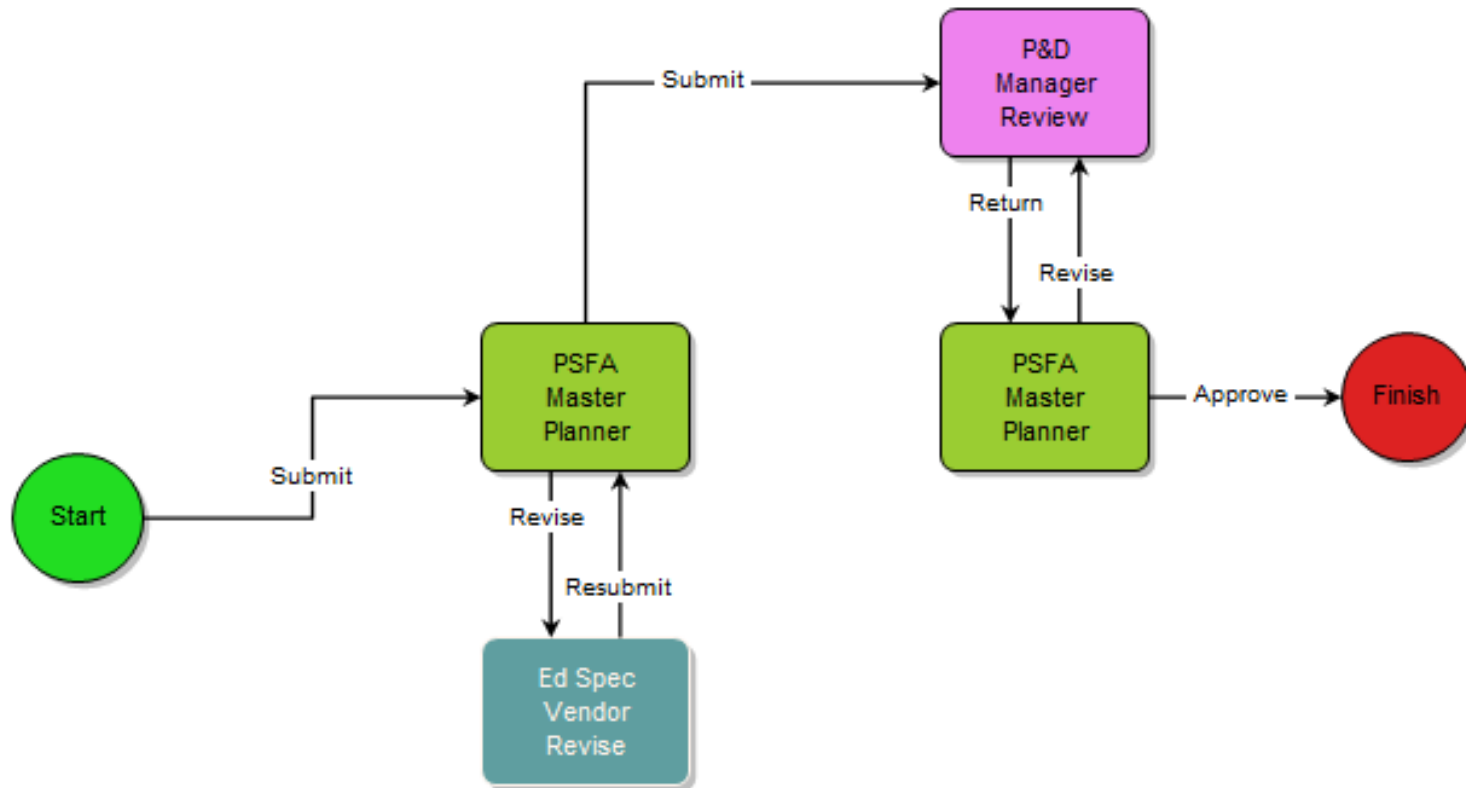 P&D
Manager
Review
Submit
Return
Revise
PSFA
Master
Planner
PSFA
Master
Planner
Approve
Finish
Submit
Start
Revise
Resubmit
Ed Spec
Vendor
Revise